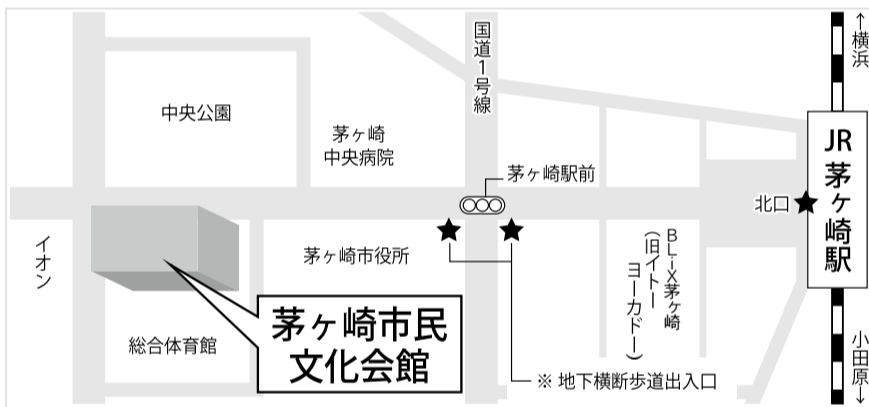 中央公園
茅ヶ崎
中央病院
国道1号線
茅ヶ崎駅前
←横浜
JR茅ヶ崎駅
北口
イオン
茅ヶ崎市役所
BLiX茅ヶ崎
(旧イトー
ヨーカドー)
茅ヶ崎市民
文化会館
総合体育館
※ 地下横断歩道出入口
小田原→